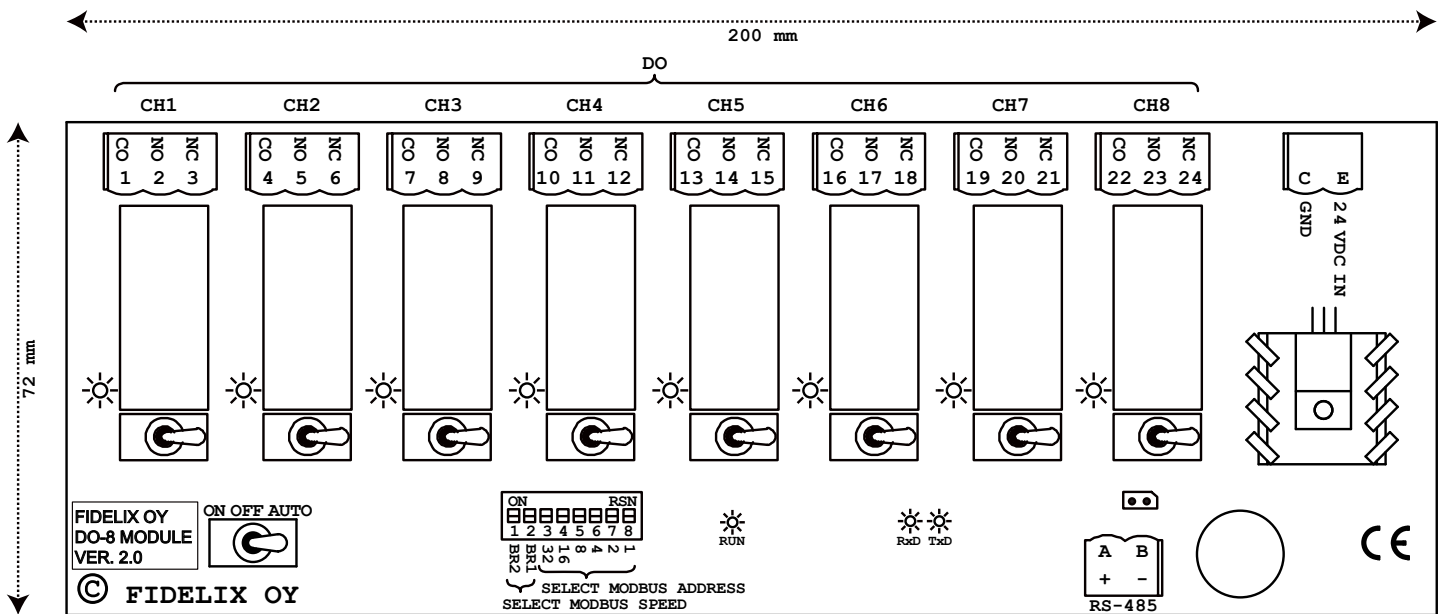 200 mm
DO
CH1 CH2 CH3 CH4 CH5 CH6 CH7 CH8
CO NO NC CO NO NC CO NO NC CO NO NC CO NO NC CO NO NC CO NO NC CO NO NC
1 2 3 4 5 6 7 8 9 10 11 12 13 14 15 16 17 18 19 20 21 22 23 24
C E
GND
24 VDC IN
72 mm
FIDELIX OY
DO-8 MODULE
VER. 2.0
ON OFF AUTO
ON RSN
1 2 3 4 5 6 7 8
BR2 BR1 32 16 8 4 2 1
SELECT MODBUS ADDRESS
SELECT MODBUS SPEED
RUN
RxD TxD
A B
+ -
RS-485
CE
© FIDELIX OY